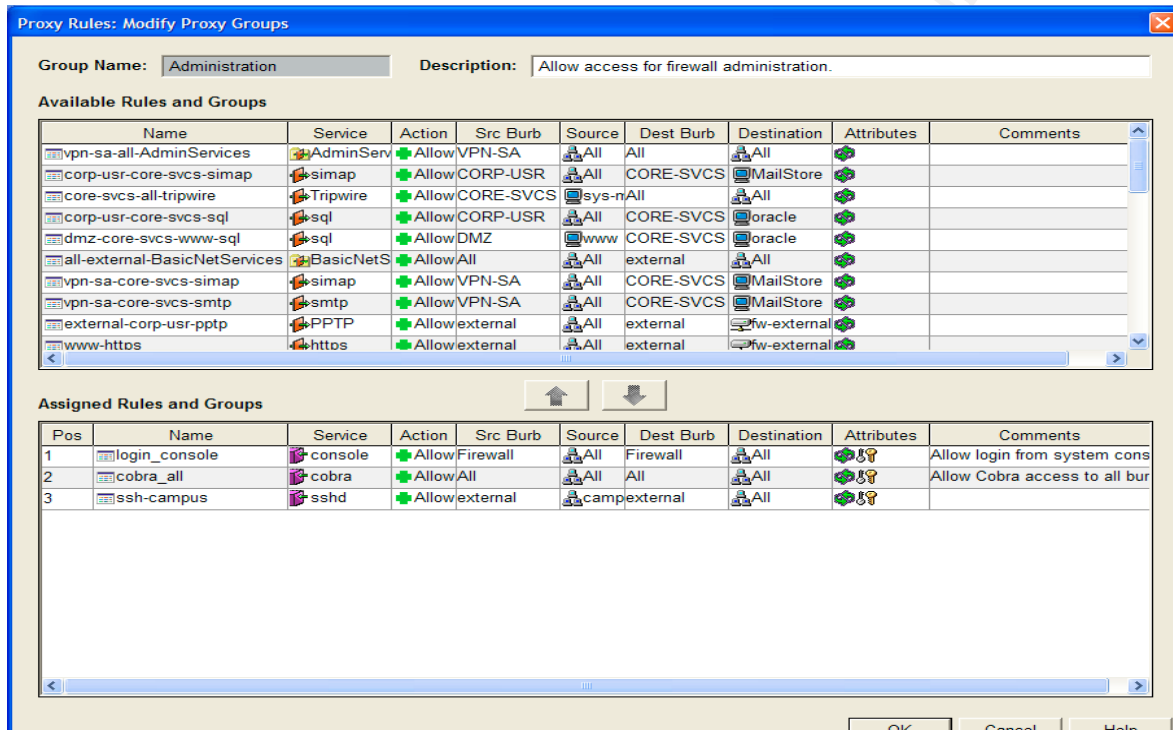 Proxy Rules: Modify Proxy Groups
Group Name: Administration Description: Allow access for firewall administration.
Available Rules and Groups
Name Service Action Src Burb Source Dest Burb Destination Attributes Comments
vpn-sa-all-AdminServices AdminServ Allow VPN-SA All All All
corp-usr-core-svcs-simap simap Allow CORP-USR All CORE-SVCS MailStore
core-svcs-all-tripwire Tripwire Allow CORE-SVCS sys-m All All
corp-usr-core-svcs-sql sql Allow CORP-USR All CORE-SVCS oracle
dmz-core-svcs-www-sql sql Allow DMZ www CORE-SVCS oracle
all-external-BasicNetServices BasicNetS Allow All All external All
vpn-sa-core-svcs-simap simap Allow VPN-SA All CORE-SVCS MailStore
vpn-sa-core-svcs-smtp smtp Allow VPN-SA All CORE-SVCS MailStore
external-corp-usr-pptp PPTP Allow external All external fw-external
www-https https Allow external All external fw-external
Assigned Rules and Groups
Pos Name Service Action Src Burb Source Dest Burb Destination Attributes Comments
1 login_console console Allow Firewall All Firewall All Allow login from system cons
2 cobra_all cobra Allow All All All All Allow Cobra access to all bur
3 ssh-campus sshd Allow external camp external All
OK Cancel Help